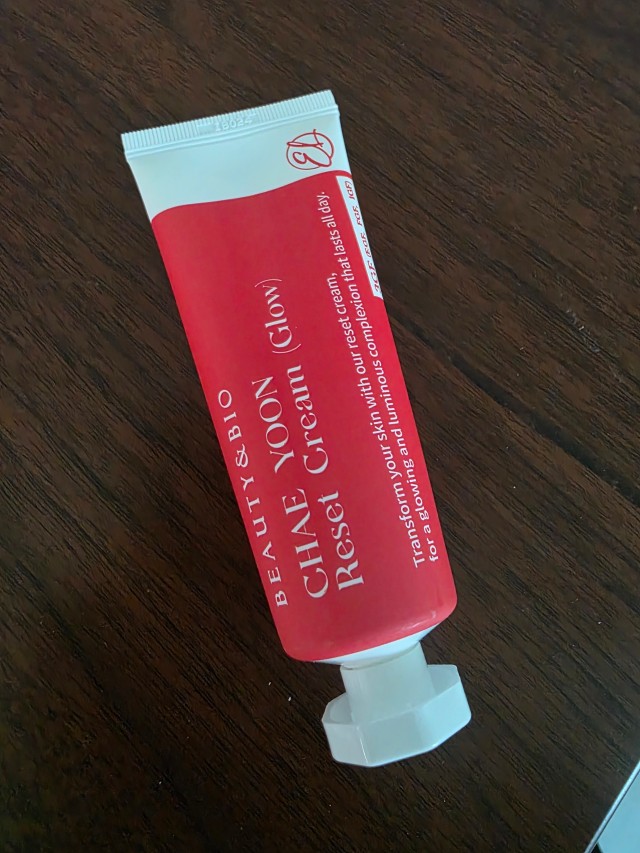 BEAUTY & BIO
CHAE YOON
Reset Cream (Glow)
Transform your skin with our reset cream,
for a glowing and luminous complexion that lasts all day.